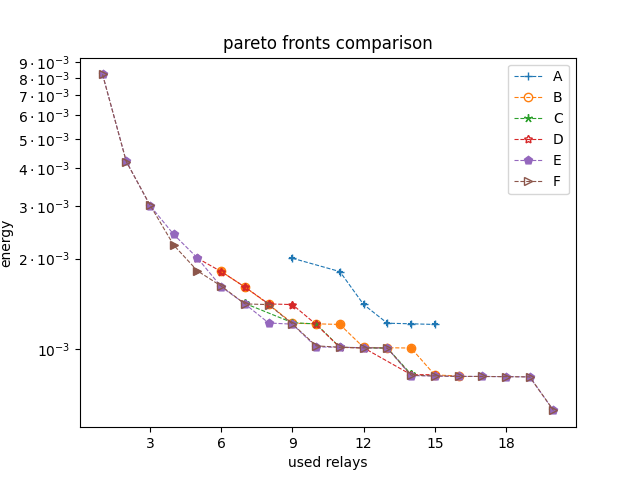 pareto fronts comparison
9·10⁻³
8·10⁻³
7·10⁻³
6·10⁻³
5·10⁻³
4·10⁻³
3·10⁻³
2·10⁻³
10⁻³
energy
A
B
C
D
E
F
3 6 9 12 15 18
used relays